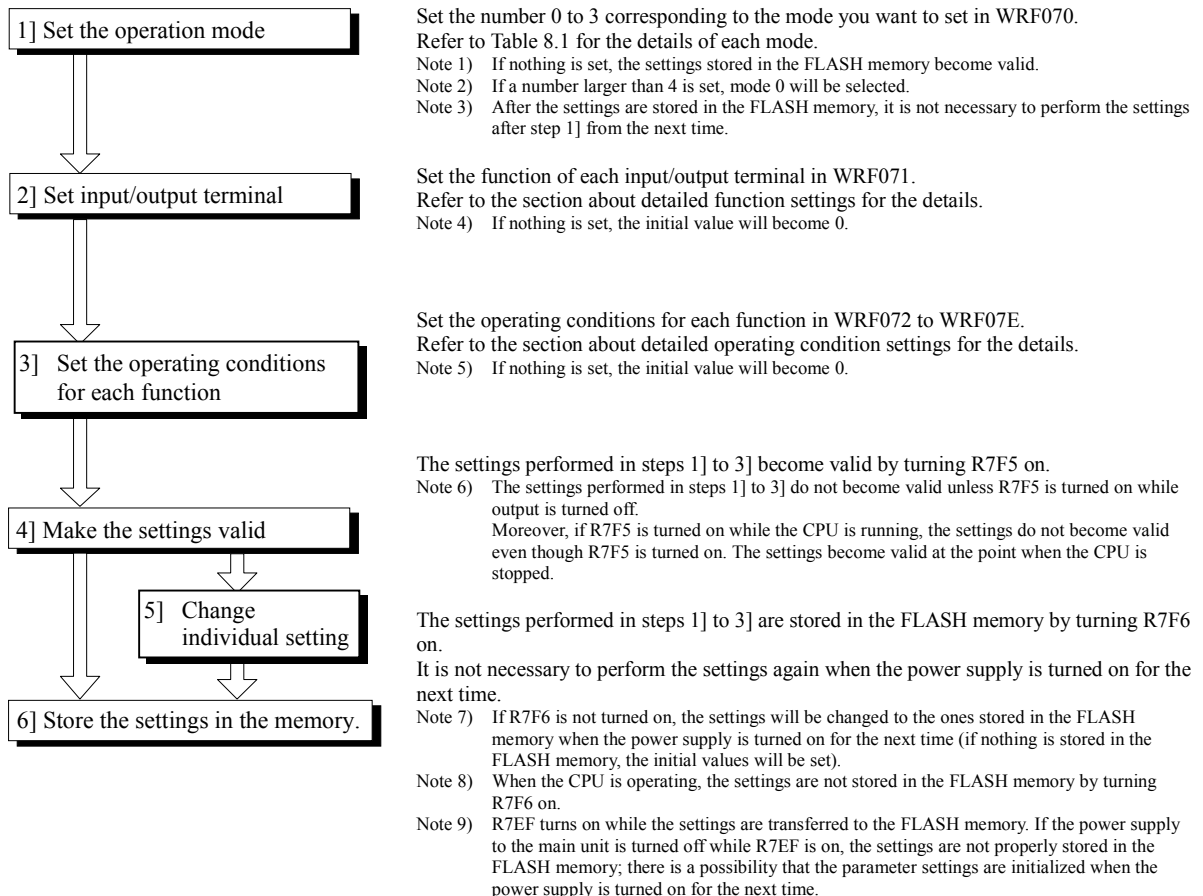 1] Set the operation mode
Set the number 0 to 3 corresponding to the mode you want to set in WRF070.
Refer to Table 8.1 for the details of each mode.
Note 1) If nothing is set, the settings stored in the FLASH memory become valid.
Note 2) If a number larger than 4 is set, mode 0 will be selected.
Note 3) After the settings are stored in the FLASH memory, it is not necessary to perform the settings
after step 1] from the next time.
2] Set input/output terminal
Set the function of each input/output terminal in WRF071.
Refer to the section about detailed function settings for the details.
Note 4) If nothing is set, the initial value will become 0.
3] Set the operating conditions
for each function
Set the operating conditions for each function in WRF072 to WRF07E.
Refer to the section about detailed operating condition settings for the details.
Note 5) If nothing is set, the initial value will become 0.
4] Make the settings valid
The settings performed in steps 1] to 3] become valid by turning R7F5 on.
Note 6) The settings performed in steps 1] to 3] do not become valid unless R7F5 is turned on while
output is turned off.
Moreover, if R7F5 is turned on while the CPU is running, the settings do not become valid
even though R7F5 is turned on. The settings become valid at the point when the CPU is
stopped.
5] Change
individual setting
6] Store the settings in the memory.
The settings performed in steps 1] to 3] are stored in the FLASH memory by turning R7F6
on.
It is not necessary to perform the settings again when the power supply is turned on for the
next time.
Note 7) If R7F6 is not turned on, the settings will be changed to the ones stored in the FLASH
memory when the power supply is turned on for the next time (if nothing is stored in the
FLASH memory, the initial values will be set).
Note 8) When the CPU is operating, the settings are not stored in the FLASH memory by turning
R7F6 on.
Note 9) R7EF turns on while the settings are transferred to the FLASH memory. If the power supply
to the main unit is turned off while R7EF is on, the settings are not properly stored in the
FLASH memory; there is a possibility that the parameter settings are initialized when the
power supply is turned on for the next time.